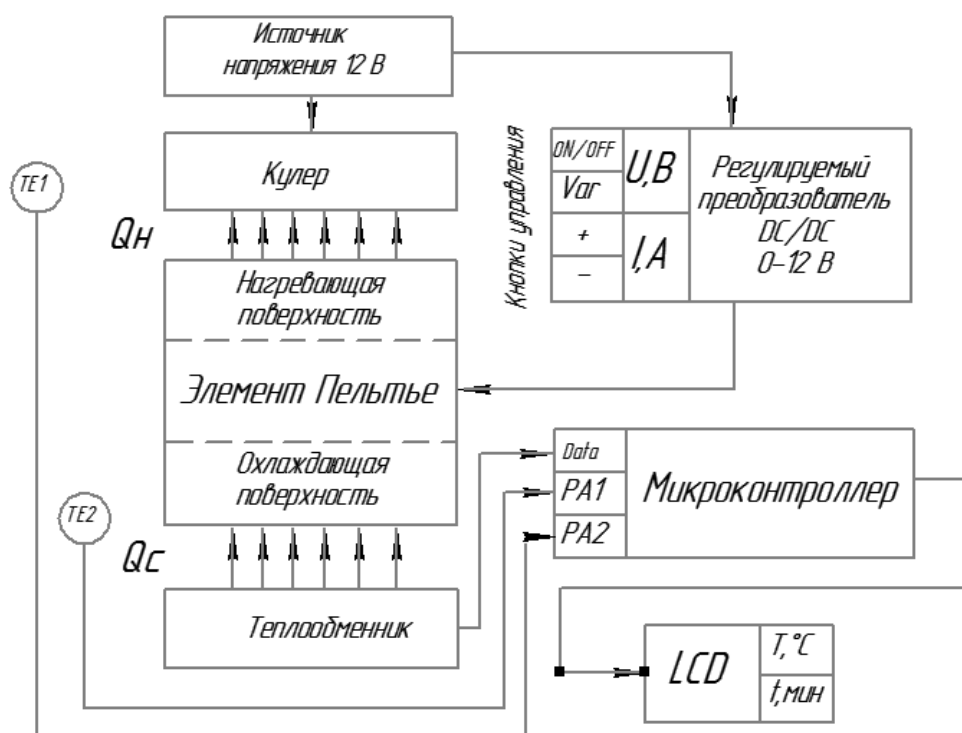 Источник
напряжения 12 В
Кулер
TE1
Qн
Нагревающая
поверхность
Элемент Пельтье
Охлаждающая
поверхность
TE2
Qc
Теплообменник
Кнопки управления
ON/OFF
Var
+
–
U,В
I,A
Регулируемый
преобразователь
DC/DC
0–12 В
Data
PA1
PA2
Микроконтроллер
LCD
T,°C
t,мин